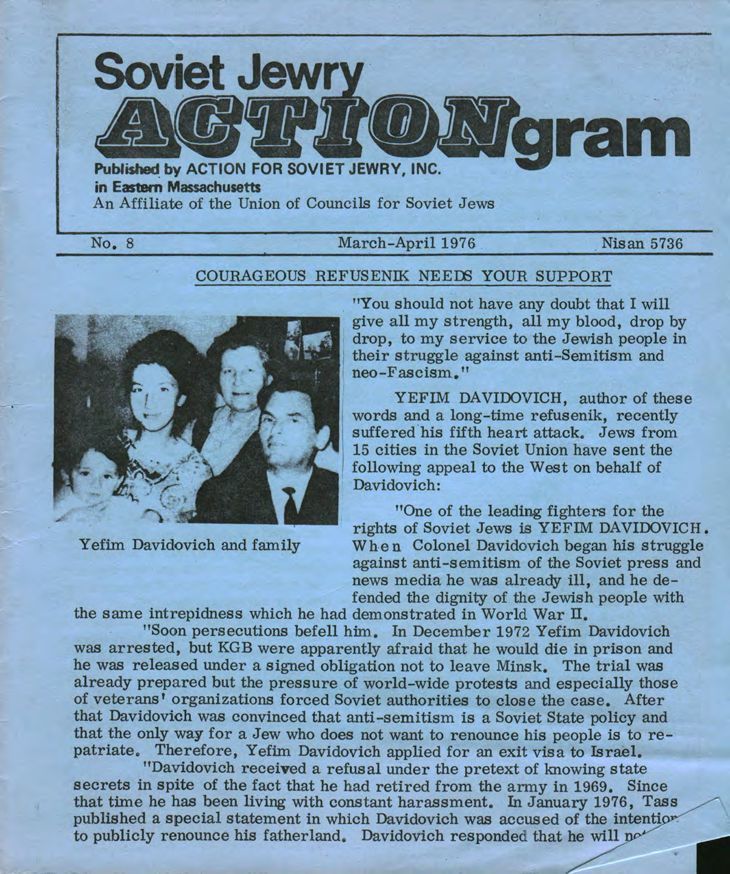 Soviet Jewry
ACTIONgram
Published by ACTION FOR SOVIET JEWRY, INC.
in Eastern Massachusetts
An Affiliate of the Union of Councils for Soviet Jews
No. 8 March-April 1976 Nisan 5736
COURAGEOUS REFUSENIK NEEDS YOUR SUPPORT
"You should not have any doubt that I will
give all my strength, all my blood, drop by
drop, to my service to the Jewish people in
their struggle against anti-Semitism and
neo-Fascism."
YEFIM DAVIDOVICH, author of these
words and a long-time refusenik, recently
suffered his fifth heart attack. Jews from
15 cities in the Soviet Union have sent the
following appeal to the West on behalf of
Davidovich:
"One of the leading fighters for the
rights of Soviet Jews is YEFIM DAVIDOVICH.
When Colonel Davidovich began his struggle
against anti-semitism of the Soviet press and
news media he was already ill, and he de-
fended the dignity of the Jewish people with
Yefim Davidovich and family
the same intrepidness which he had demonstrated in World War II.
"Soon persecutions befell him. In December 1972 Yefim Davidovich
was arrested, but KGB were apparently afraid that he would die in prison and
he was released under a signed obligation not to leave Minsk. The trial was
already prepared but the pressure of world-wide protests and especially those
of veterans' organizations forced Soviet authorities to close the case. After
that Davidovich was convinced that anti-semitism is a Soviet State policy and
that the only way for a Jew who does not want to renounce his people is to re-
patriate. Therefore, Yefim Davidovich applied for an exit visa to Israel.
"Davidovich received a refusal under the pretext of knowing state
secrets in spite of the fact that he had retired from the army in 1969. Since
that time he has been living with constant harassment. In January 1976, Tass
published a special statement in which Davidovich was accused of the intention
to publicly renounce his fatherland. Davidovich responded that he will